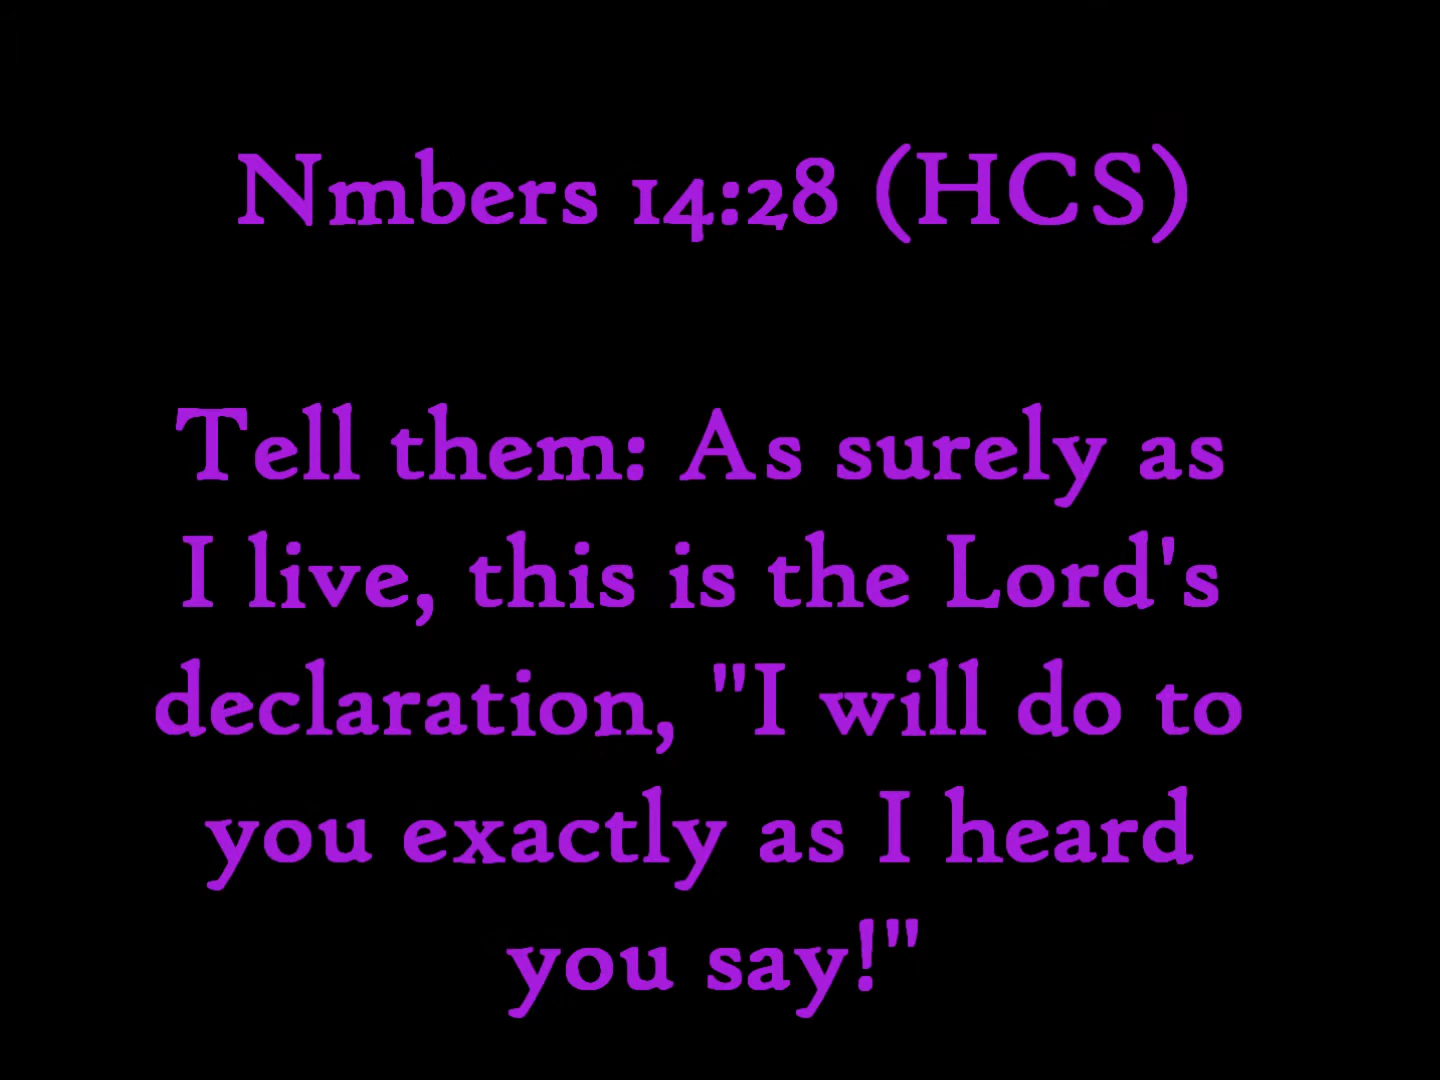 Nmbers 14:28 (HCS)
Tell them: As surely as
I live, this is the Lord's
declaration, "I will do to
you exactly as I heard
you say!"